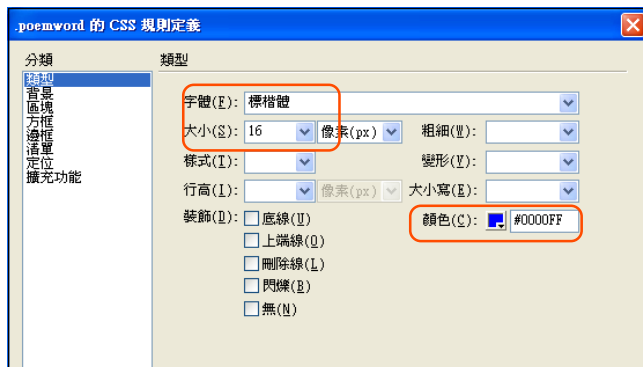 .poemword 的 CSS 規則定義
分類
類型
類型
背景
區塊
方框
邊框
清單
定位
擴充功能
字體(F): 標楷體
大小(S): 16 像素(px) 粗細(W):
樣式(T): 變形(V):
行高(I): 像素(px) 大小寫(E):
裝飾(D): 底線(U) 顏色(C): #0000FF
上端線(O)
刪除線(L)
閃爍(B)
無(N)